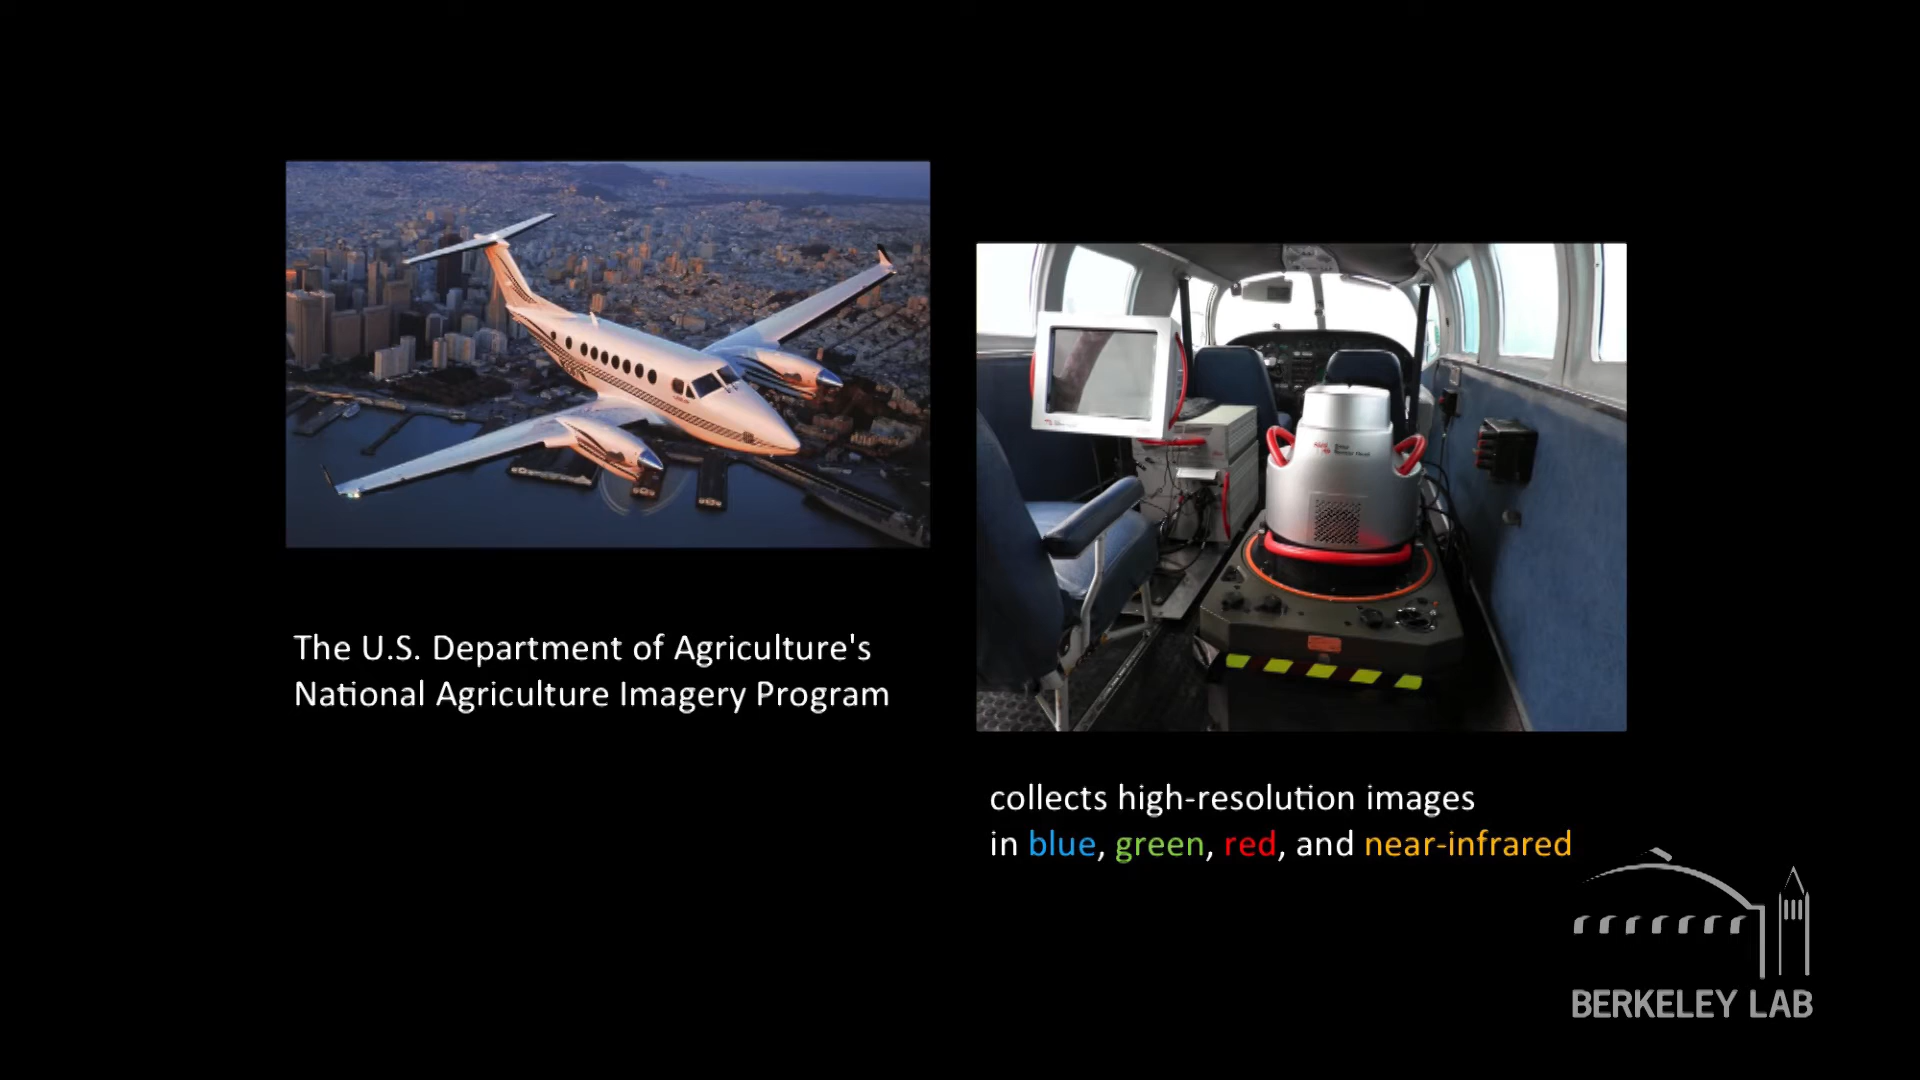 The U.S. Department of Agriculture's
National Agriculture Imagery Program
collects high-resolution images
in blue, green, red, and near-infrared
BERKELEY LAB